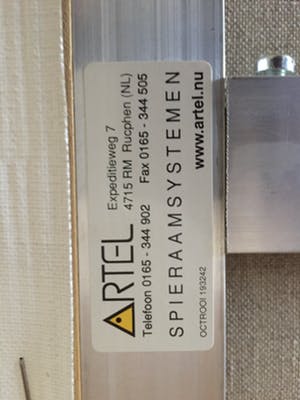 ARTEL
Expeditieweg 7
4715 RM Rucphen (NL)
Telefoon 0165 - 344 902 Fax 0165 - 344 505
SPIERAAMSYSTEMEN
OCTROOI 193242 www.artel.nu